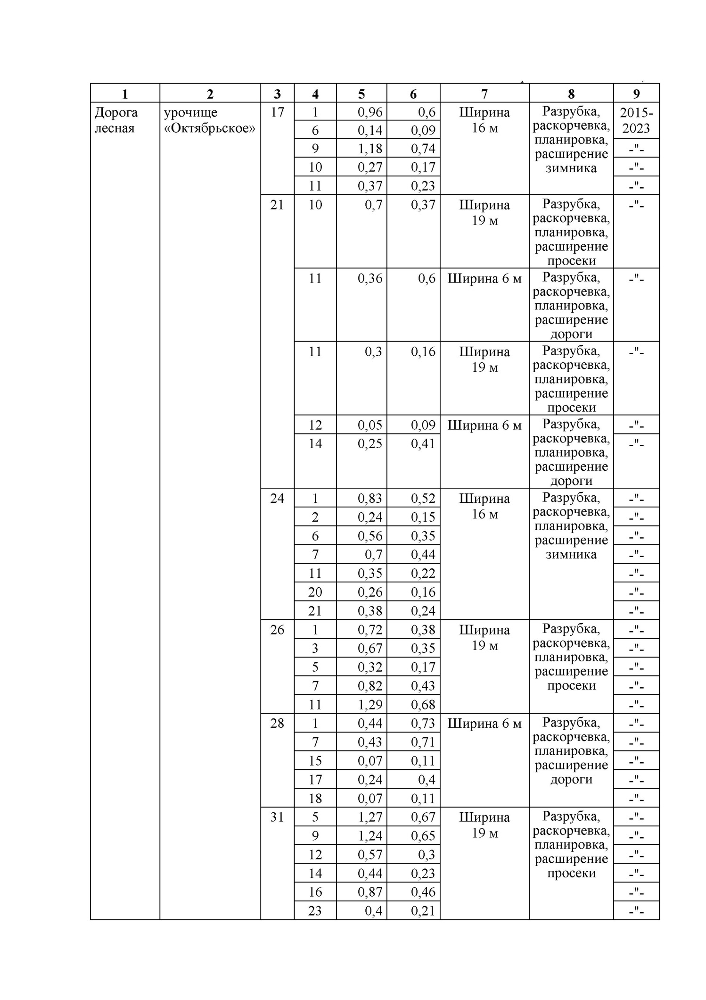 1 2 3 4 5 6 7 8 9
Дорога лесная урочище «Октябрьское» 17 1 0,96 0,6 Ширина 16 м Разрубка, раскорчевка, планировка, расширение зимника 2015-2023
6 0,14 0,09
9 1,18 0,74 -"-
10 0,27 0,17 -"-
11 0,37 0,23 -"-
21 10 0,7 0,37 Ширина 19 м Разрубка, раскорчевка, планировка, расширение просеки -"-
11 0,36 0,6 Ширина 6 м Разрубка, раскорчевка, планировка, расширение дороги -"-
11 0,3 0,16 Ширина 19 м Разрубка, раскорчевка, планировка, расширение просеки -"-
12 0,05 0,09 Ширина 6 м Разрубка, раскорчевка, планировка, расширение дороги -"-
14 0,25 0,41 -"-
24 1 0,83 0,52 Ширина 16 м Разрубка, раскорчевка, планировка, расширение зимника -"-
2 0,24 0,15 -"-
6 0,56 0,35 -"-
7 0,7 0,44 -"-
11 0,35 0,22 -"-
20 0,26 0,16 -"-
21 0,38 0,24 -"-
26 1 0,72 0,38 Ширина 19 м Разрубка, раскорчевка, планировка, расширение просеки -"-
3 0,67 0,35 -"-
5 0,32 0,17 -"-
7 0,82 0,43 -"-
11 1,29 0,68 -"-
28 1 0,44 0,73 Ширина 6 м Разрубка, раскорчевка, планировка, расширение дороги -"-
7 0,43 0,71 -"-
15 0,07 0,11 -"-
17 0,24 0,4 -"-
18 0,07 0,11 -"-
31 5 1,27 0,67 Ширина 19 м Разрубка, раскорчевка, планировка, расширение просеки -"-
9 1,24 0,65 -"-
12 0,57 0,3 -"-
14 0,44 0,23 -"-
16 0,87 0,46 -"-
23 0,4 0,21 -"-